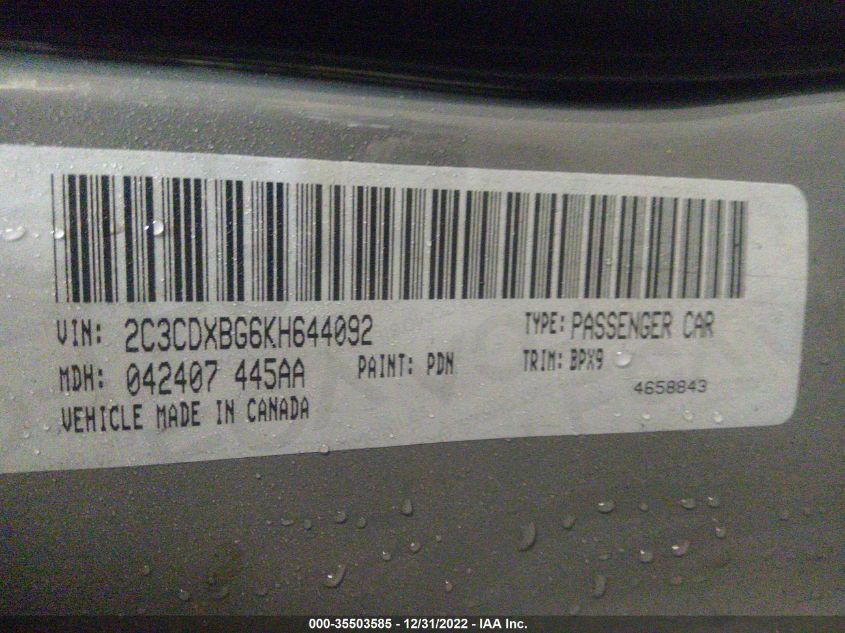 VIN: 2C3CDXBG6KH644092 TYPE: PASSENGER CAR
MDH: 042407 445AA PAINT: PDN TRIM: BPX9
4658843
VEHICLE MADE IN CANADA
000-35503585 - 12/31/2022 - IAA Inc.